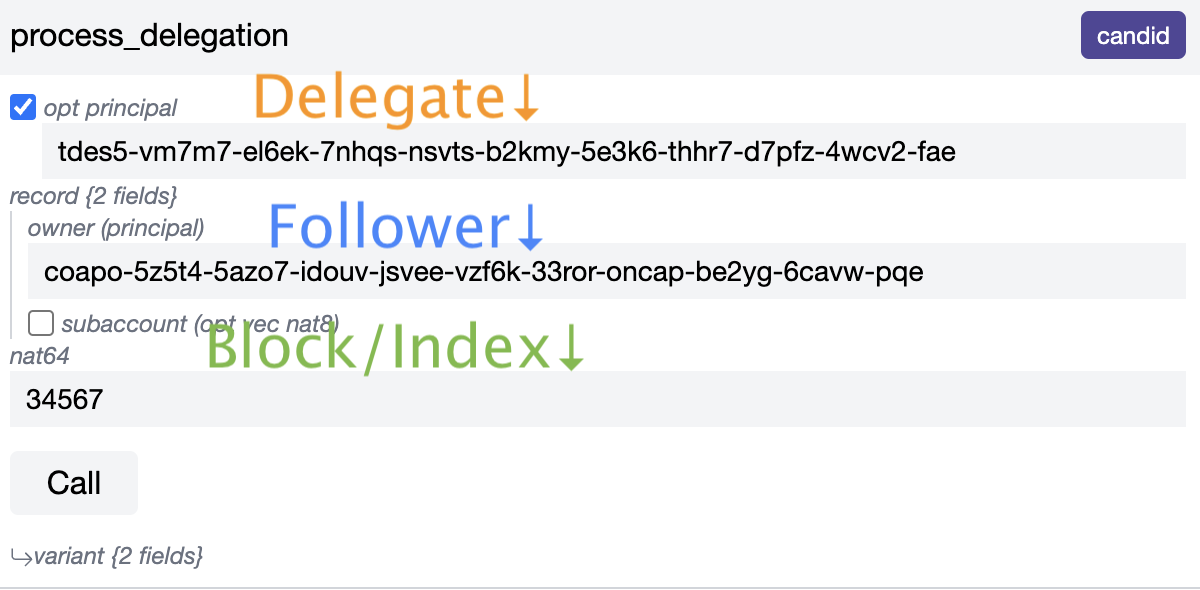 process_delegation
candid
opt principal
Delegate↓
tdes5-vm7m7-el6ek-7nhqs-nsvts-b2kmy-5e3k6-thhr7-d7pfz-4wcv2-fae
record {2 fields}
owner (principal)
Follower↓
coapo-5z5t4-5azo7-idouv-jsvee-vzf6k-33ror-oncap-be2yg-6cavw-pqe
subaccount (opt vec nat8)
Block/Index↓
nat64
34567
Call
↪variant {2 fields}